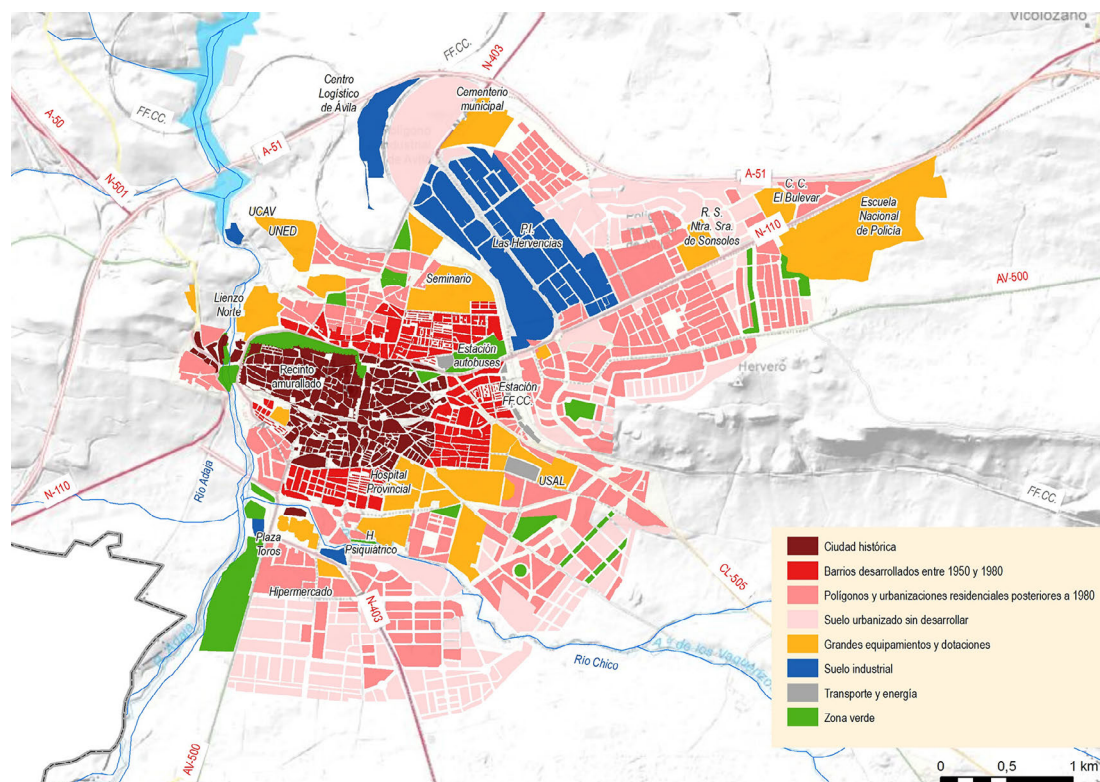 Vicolozano
FF.CC.
N-403
Centro
Logístico
de Ávila
Cementerio
municipal
A-50
FF.CC.
A-51
N-501
A-51
C. C.
El Bulevar
Escuela
Nacional
de Policía
UCAV
UNED
P.I.
Las Hervencias
R. S.
Ntra. Sra.
de Sonsoles
N-110
AV-500
Seminario
Lienzo
Norte
Estación
autobuses
Recinto
amurallado
Herveró
Estación
FF.CC.
Hospital
Provincial
USAL
Río Adaja
N-110
FF.CC.
Plaza
Toros
H.
Psiquiátrico
CL-505
Hipermercado
N-403
Río Chico
AV-500
Ciudad histórica
Barrios desarrollados entre 1950 y 1980
Polígonos y urbanizaciones residenciales posteriores a 1980
Suelo urbanizado sin desarrollar
Grandes equipamientos y dotaciones
Suelo industrial
Transporte y energía
Zona verde
0 0,5 1 km